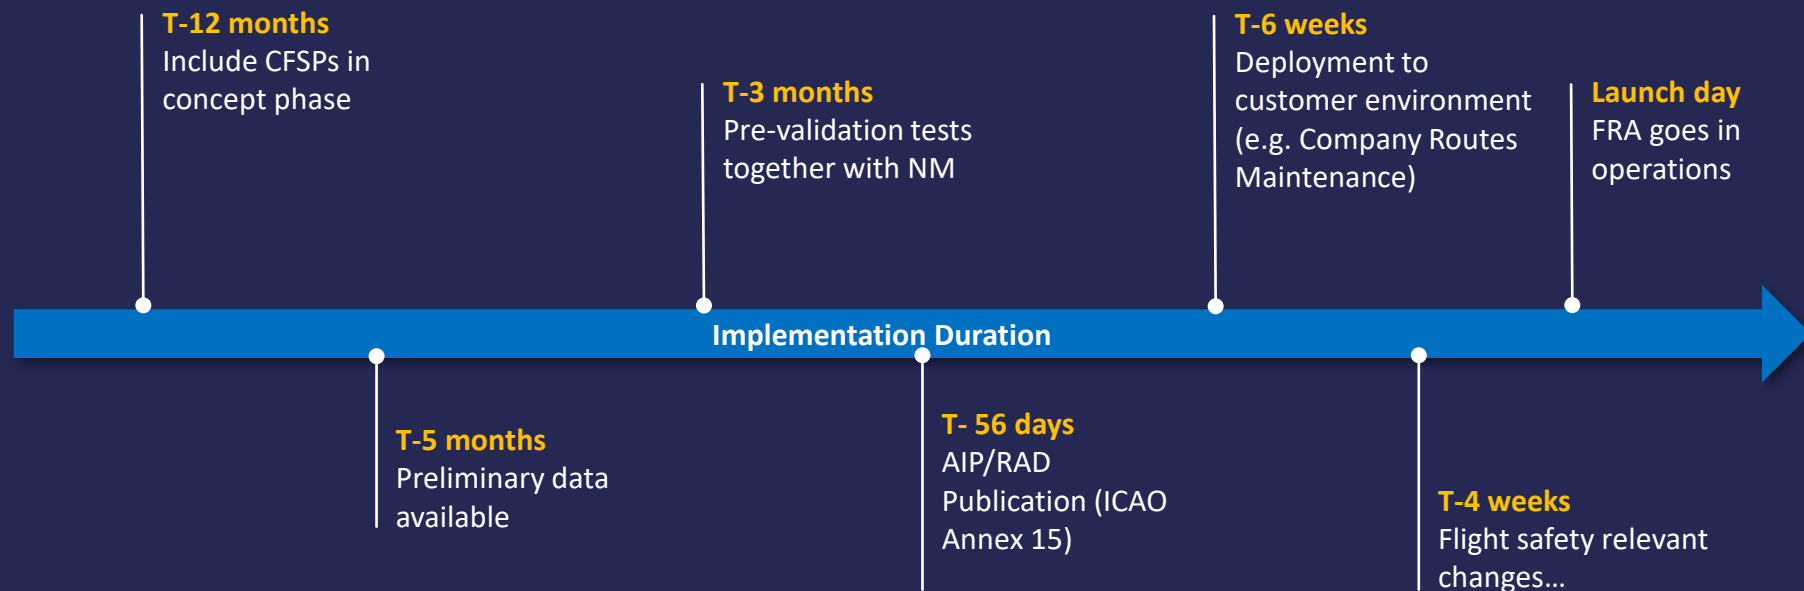 T-12 months
Include CFSPs in
concept phase
T-3 months
Pre-validation tests
together with NM
T-6 weeks
Deployment to
customer environment
(e.g. Company Routes
Maintenance)
Launch day
FRA goes in
operations
Implementation Duration
T-5 months
Preliminary data
available
T- 56 days
AIP/RAD
Publication (ICAO
Annex 15)
T-4 weeks
Flight safety relevant
changes...